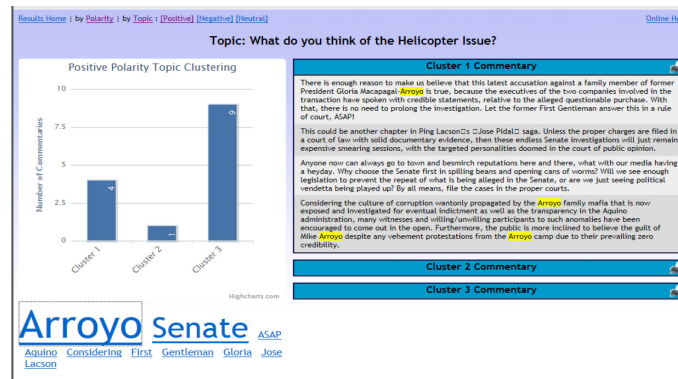 Results Home | by Polarity | by Topic : [Positive] [Negative] [Neutral]
Online He
Topic: What do you think of the Helicopter Issue?
Positive Polarity Topic Clustering
Number of Commentaries
10
7.5
5
2.5
0
4
1
9
Cluster 1
Cluster 2
Cluster 3
Highcharts.com
Arroyo Senate ASAP
Aquino Considering First Gentleman Gloria Jose
Lacson
Cluster 1 Commentary
There is enough reason to make us believe that this latest accusation against a family member of former
President Gloria Macapagal-Arroyo is true, because the executives of the two companies involved in the
transaction have spoken with credible statements, relative to the alleged questionable purchase. With
that, there is no need to prolong the investigation. Let the former First Gentleman answer this in a rule
of court, ASAP!
This could be another chapter in Ping Lacson□s □Jose Pidal□ saga. Unless the proper charges are filed in
a court of law with solid documentary evidence, then these endless Senate investigations will just remain
expensive smearing sessions, with the targeted personalities doomed in the court of public opinion.
Anyone now can always go to town and besmirch reputations here and there, what with our media having
a heyday. Why choose the Senate first in spilling beans and opening cans of worms? Will we see enough
legislation to prevent the repeat of what is being alleged in the Senate, or are we just seeing political
vendetta being played up? By all means, file the cases in the proper courts.
Considering the culture of corruption wantonly propagated by the Arroyo family mafia that is now
exposed and investigated for eventual indictment as well as the transparency in the Aquino
administration, many witnesses and willing/unwilling participants to such anomalies have been
encouraged to come out in the open. Furthermore, the public is more inclined to believe the guilt of
Mike Arroyo despite any vehement protestations from the Arroyo camp due to their prevailing zero
credibility.
Cluster 2 Commentary
Cluster 3 Commentary